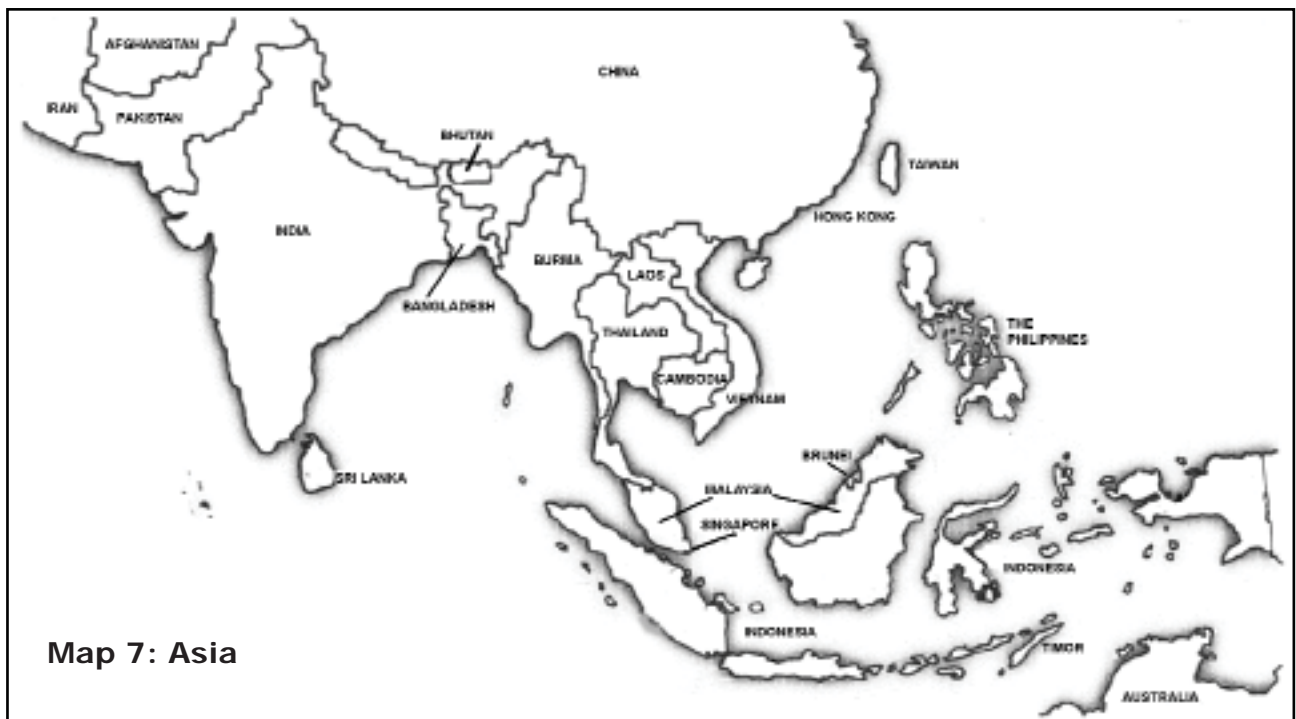 AFGHANISTAN
CHINA
IRAN
PAKISTAN
BHUTAN
TAIWAN
HONG KONG
INDIA
BURMA
LAOS
BANGLADESH
THAILAND
THE
PHILIPPINES
CAMBODIA
VIETNAM
BRUNEI
SRI LANKA
MALAYSIA
SINGAPORE
INDONESIA
INDONESIA
TIMOR
Map 7: Asia
AUSTRALIA